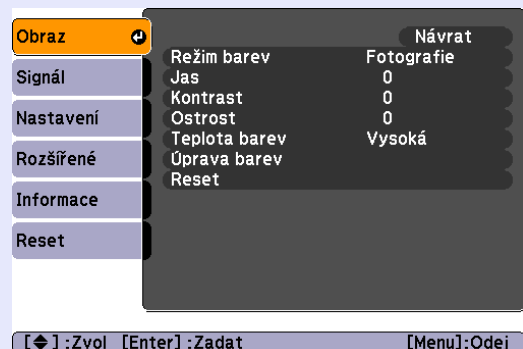 Obraz
Signál
Nastavení
Rozšířené
Informace
Reset
Návrat
Režim barev Fotografie
Jas 0
Kontrast 0
Ostrost 0
Teplota barev Vysoká
Úprava barev
Reset
[◆] :Zvol [Enter] :Zadat [Menu]:Odej